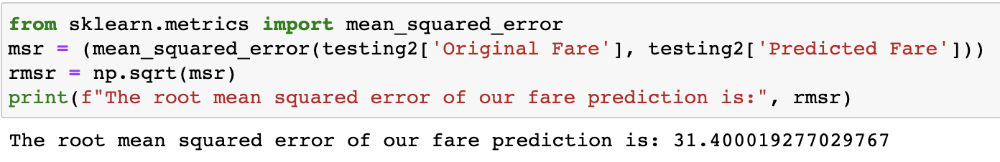 from sklearn.metrics import mean_squared_error
msr = (mean_squared_error(testing2['Original Fare'], testing2['Predicted Fare']))
rmsr = np.sqrt(msr)
print(f"The root mean squared error of our fare prediction is:", rmsr)
The root mean squared error of our fare prediction is: 31.400019277029767